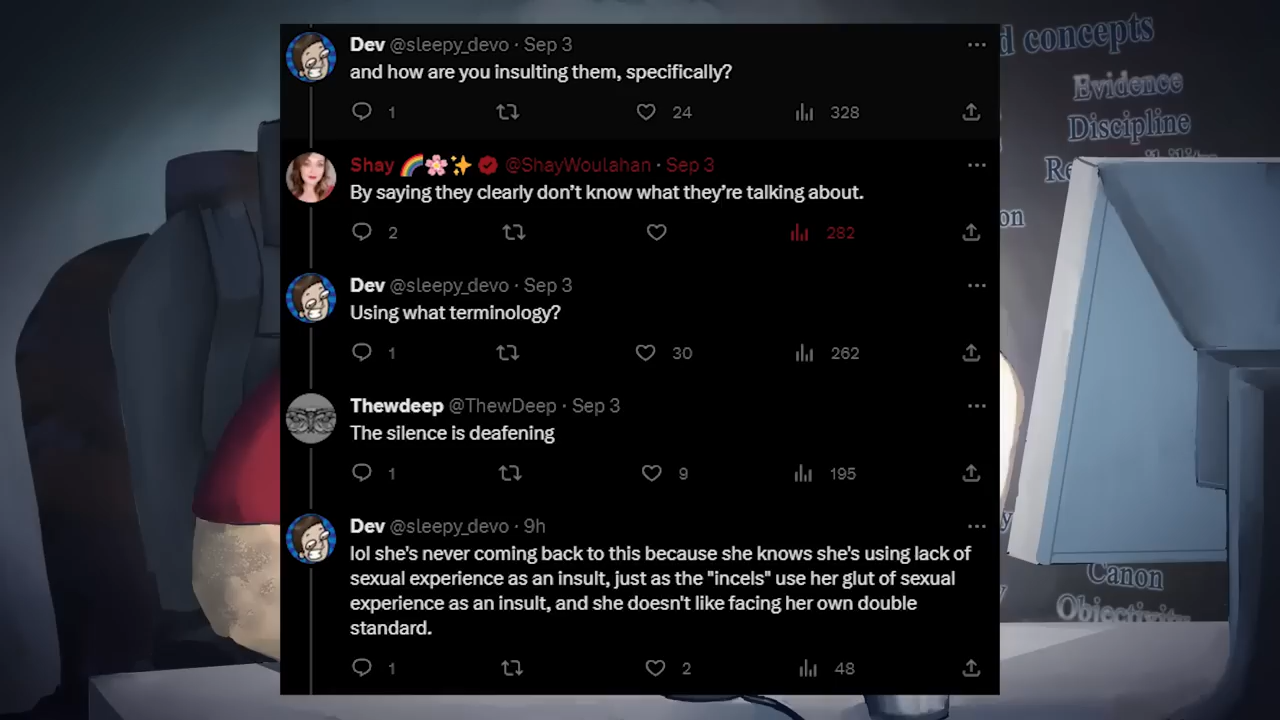 Dev @sleepy_devo · Sep 3
and how are you insulting them, specifically?
1 24 328
Shay 🌈🌸✨ @ShayWoulahan · Sep 3
By saying they clearly don’t know what they’re talking about.
2 282
Dev @sleepy_devo · Sep 3
Using what terminology?
1 30 262
Thewdeep @ThewDeep · Sep 3
The silence is deafening
1 9 195
Dev @sleepy_devo · 9h
lol she's never coming back to this because she knows she's using lack of
sexual experience as an insult, just as the "incels" use her glut of sexual
experience as an insult, and she doesn't like facing her own double
standard.
1 2 48
concepts
Evidence
Discipline
Canon